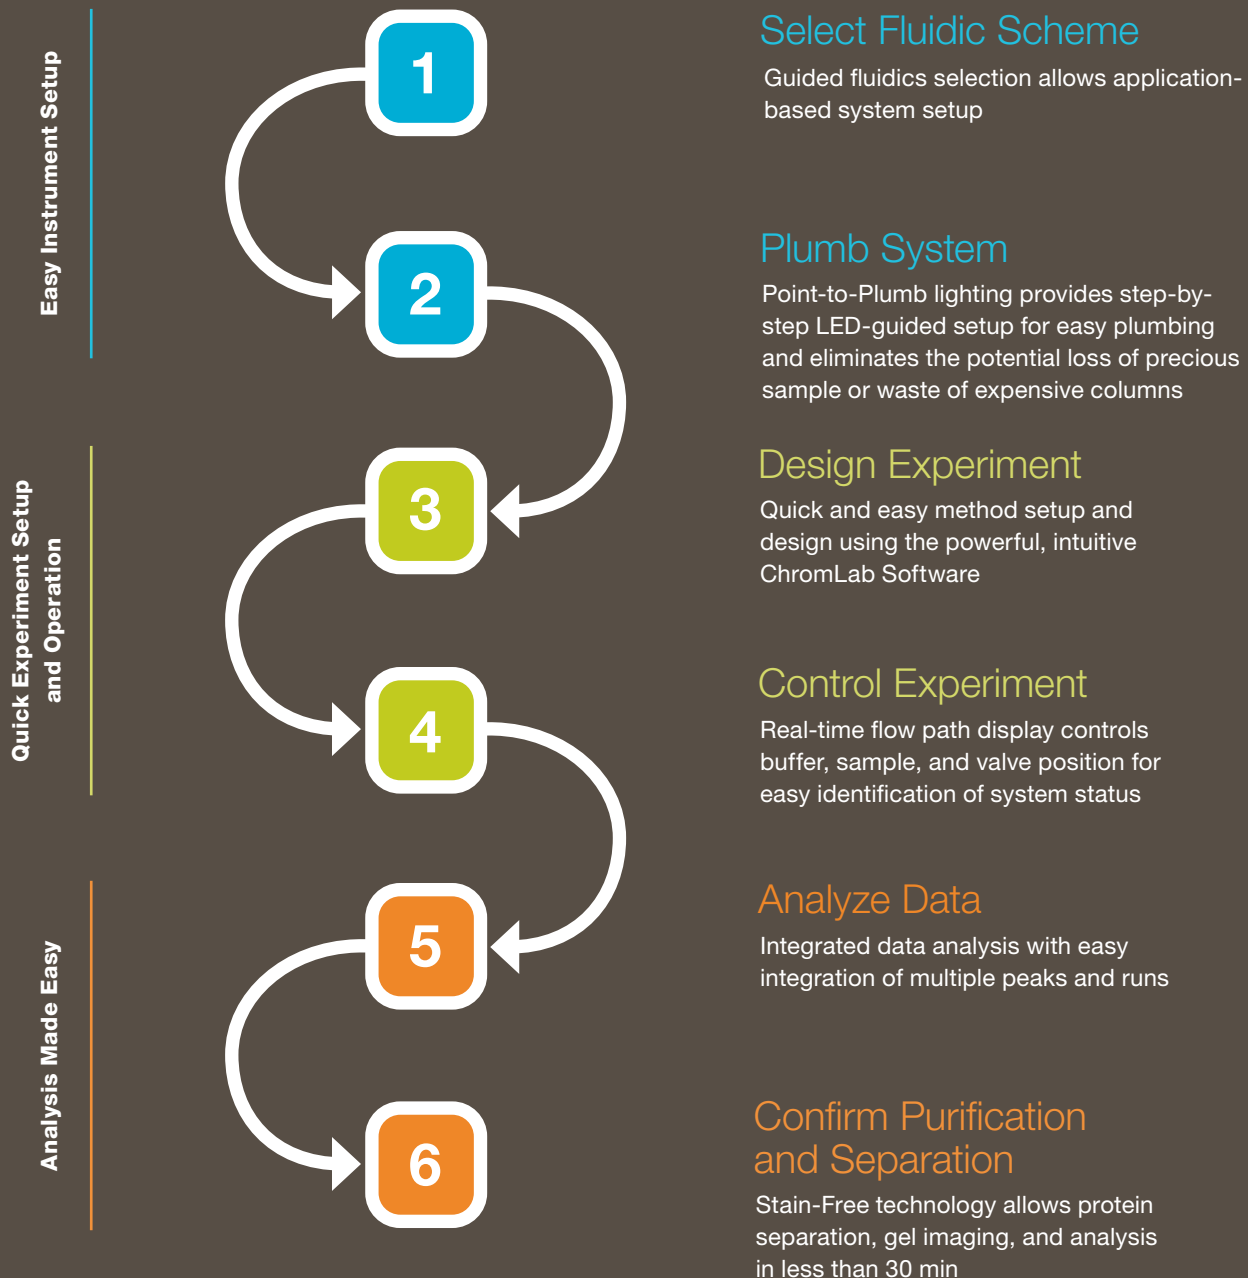 Easy Instrument Setup
1
Select Fluidic Scheme
Guided fluidics selection allows application-
based system setup
2
Plumb System
Point-to-Plumb lighting provides step-by-
step LED-guided setup for easy plumbing
and eliminates the potential loss of precious
sample or waste of expensive columns
Quick Experiment Setup
and Operation
3
Design Experiment
Quick and easy method setup and
design using the powerful, intuitive
ChromLab Software
4
Control Experiment
Real-time flow path display controls
buffer, sample, and valve position for
easy identification of system status
Analysis Made Easy
5
Analyze Data
Integrated data analysis with easy
integration of multiple peaks and runs
6
Confirm Purification
and Separation
Stain-Free technology allows protein
separation, gel imaging, and analysis
in less than 30 min